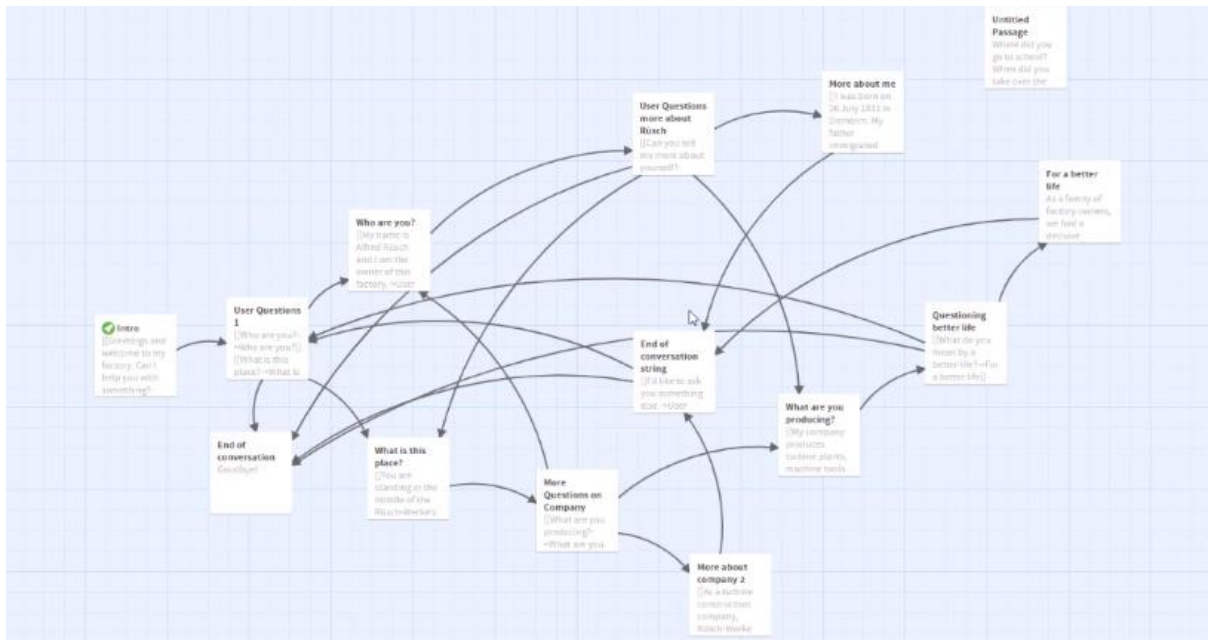 Untitled
Passage
Where did you
go to school?
When did you
take over the
More about me
[[I was born on
in Dornbirn. My
father
immigrated
User Questions
more about
Rüsch
[[Can you tell
me more about
yourself?-
For a better
life
As a family of
factory owners,
we had a
decisive
Who are you?
[[My name is
Alfred Rüsch
and I am the
owner of this
factory.->User
User Questions
1
[[Who are you?-
>Who are you?]]
[[What is this
place?->What is
Intro
[[Greetings and
welcome to my
factory. Can I
help you with
something?-
Questioning
better life
[[What do you
mean by a
better life?->Fo
a better life]]
End of
conversation
string
[[I'd like to ask
you something
else.->User
What are you
producing?
[[My company
produces
turbine plants,
machine tools
End of
conversation
Goodbye!
What is this
place?
[[You are
standing in the
middle of the
Rüsch-Werke's
More
Questions on
Company
[[What are you
producing?-
>What are you
More about
company 2
[[As a turbine
construction
company,
Rüsch-Werke